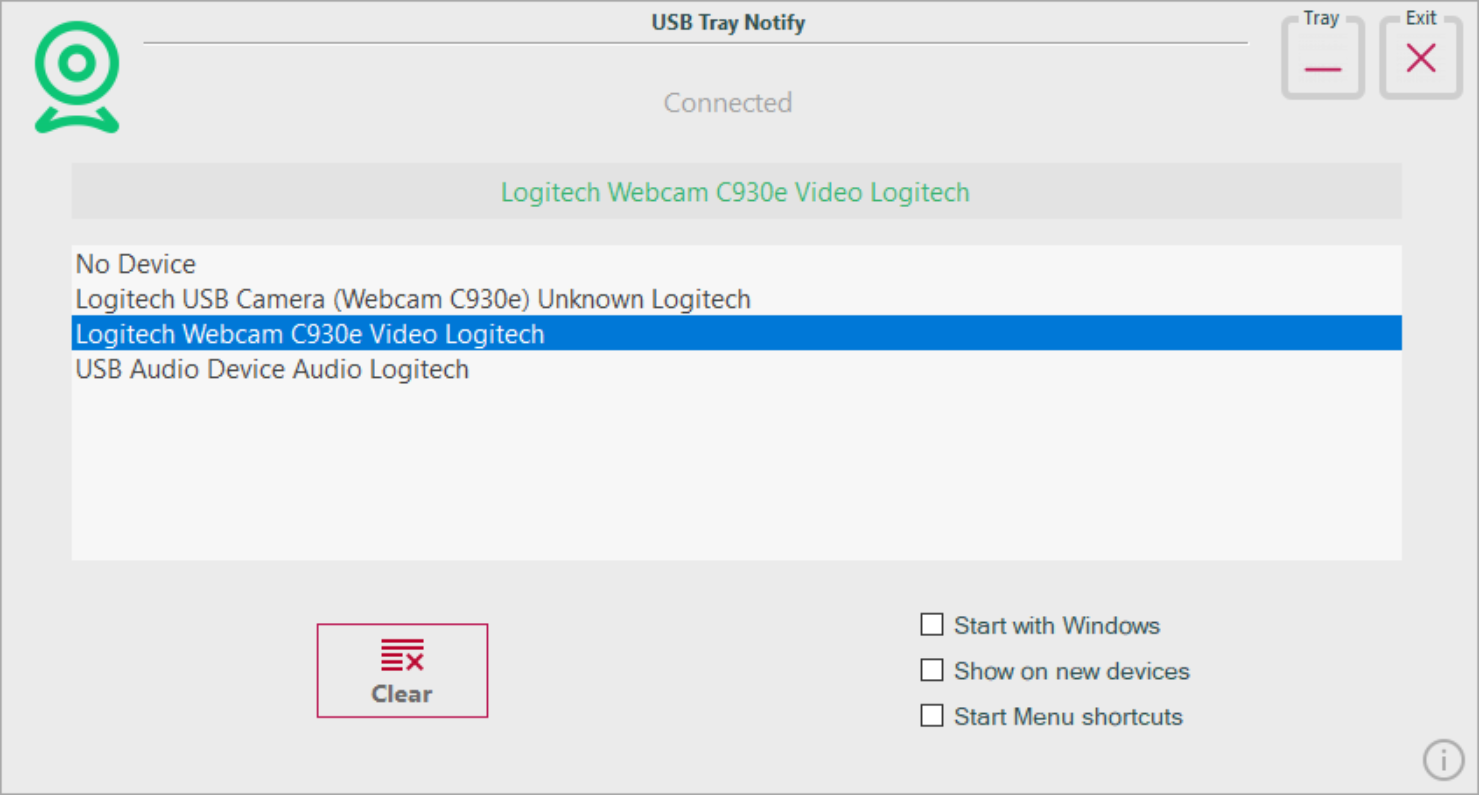 USB Tray Notify
Tray
Exit
Connected
Logitech Webcam C930e Video Logitech
No Device
Logitech USB Camera (Webcam C930e) Unknown Logitech
Logitech Webcam C930e Video Logitech
USB Audio Device Audio Logitech
Clear
Start with Windows
Show on new devices
Start Menu shortcuts